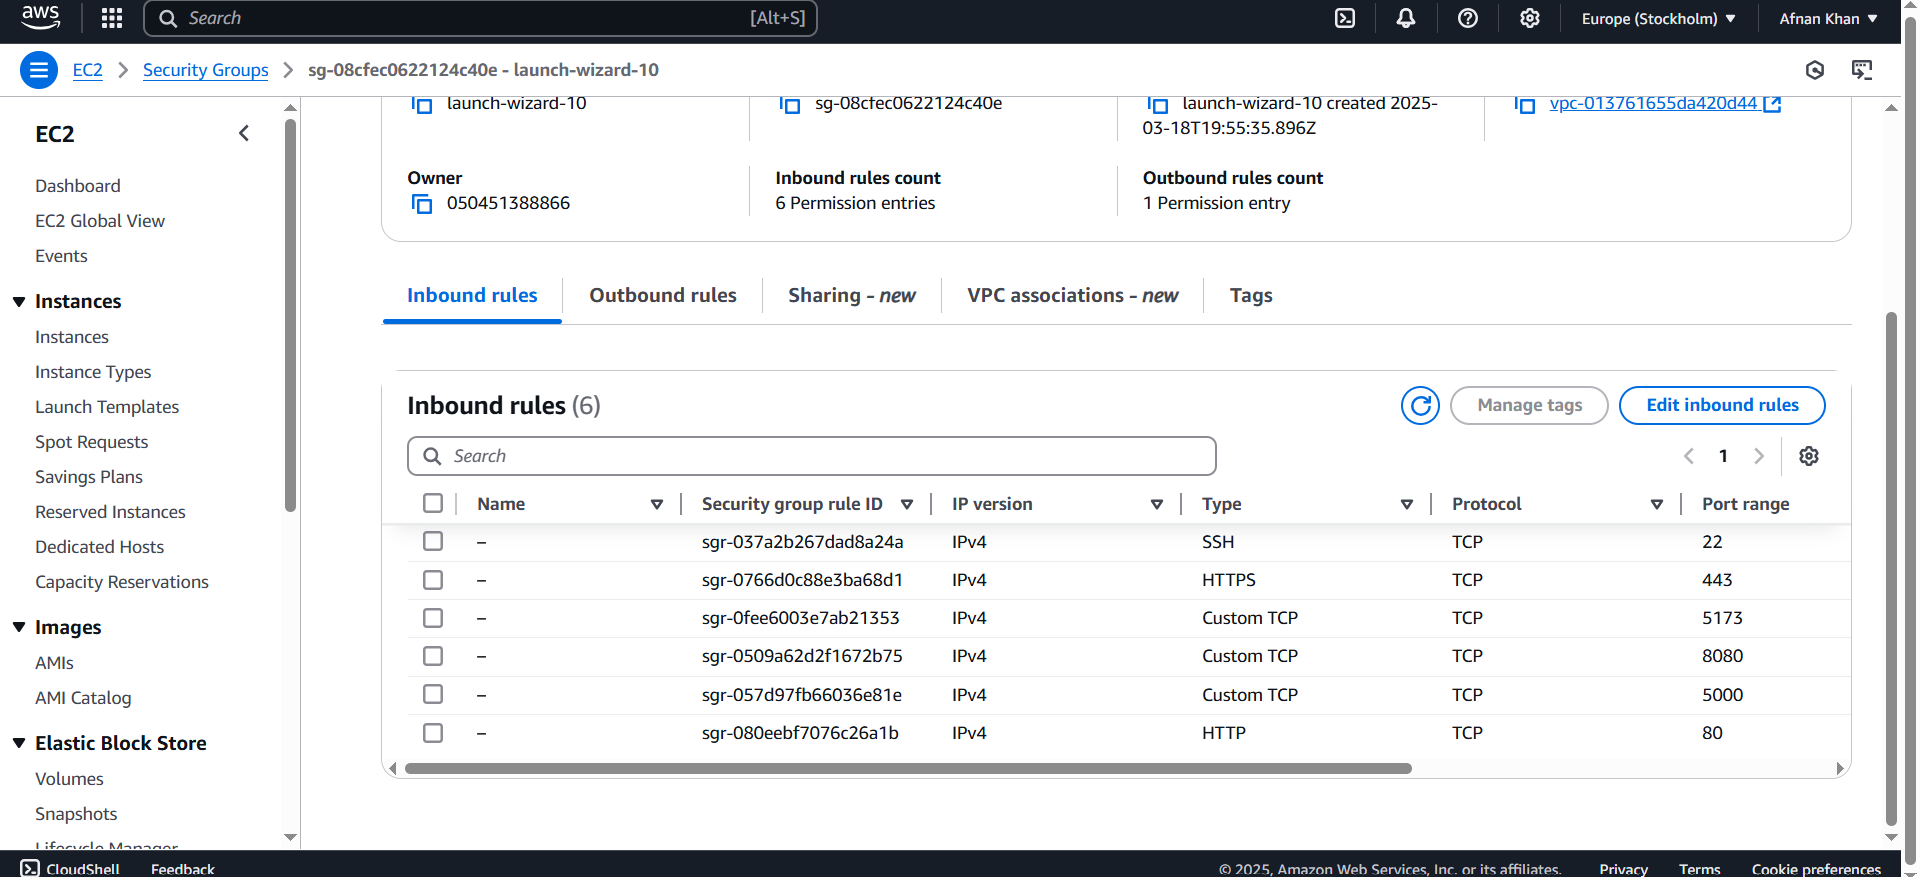 aws
Search
[Alt+S]
Europe (Stockholm)
Afnan Khan
EC2
Security Groups
sg-08cfec0622124c40e - launch-wizard-10
EC2
Dashboard
EC2 Global View
Events
Instances
Instances
Instance Types
Launch Templates
Spot Requests
Savings Plans
Reserved Instances
Dedicated Hosts
Capacity Reservations
Images
AMIs
AMI Catalog
Elastic Block Store
Volumes
Snapshots
Lifecycle Manager
launch-wizard-10
sg-08cfec0622124c40e
launch-wizard-10 created 2025-
03-18T19:55:35.896Z
vpc-013761655da420d44
Owner
050451388866
Inbound rules count
6 Permission entries
Outbound rules count
1 Permission entry
Inbound rules
Outbound rules
Sharing - new
VPC associations - new
Tags
Inbound rules (6)
Manage tags
Edit inbound rules
Search
1
Name Security group rule ID IP version Type Protocol Port range
– sgr-037a2b267dad8a24a IPv4 SSH TCP 22
– sgr-0766d0c88e3ba68d1 IPv4 HTTPS TCP 443
– sgr-0fee6003e7ab21353 IPv4 Custom TCP TCP 5173
– sgr-0509a62d2f1672b75 IPv4 Custom TCP TCP 8080
– sgr-057d97fb66036e81e IPv4 Custom TCP TCP 5000
– sgr-080eebf7076c26a1b IPv4 HTTP TCP 80
CloudShell
Feedback
© 2025, Amazon Web Services, Inc. or its affiliates.
Privacy
Terms
Cookie preferences